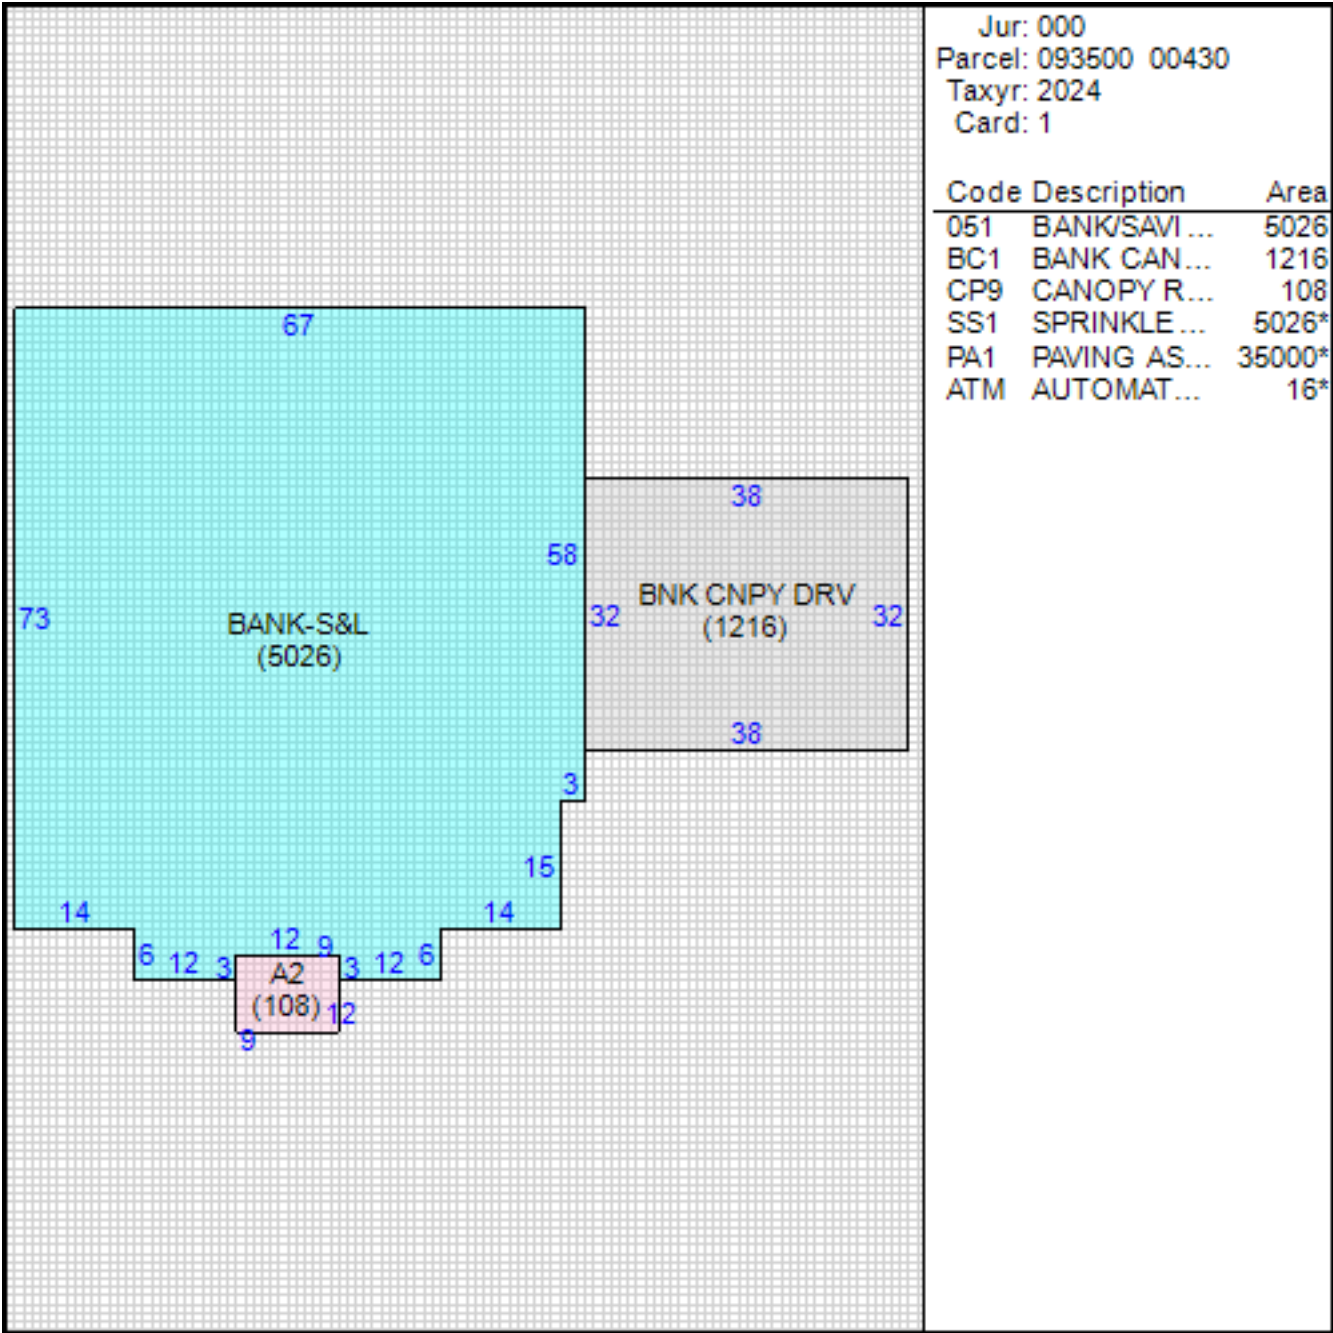 Jur: 000
Parcel: 093500 00430
Taxyr: 2024
Card: 1
Code Description Area
051 BANK/SAVI ... 5026
BC1 BANK CAN... 1216
CP9 CANOPY R... 108
SS1 SPRINKLE ... 5026*
PA1 PAVING AS... 35000*
ATM AUTOMAT... 16*
67
38
58
73
BANK-S&L
(5026)
32
BNK CNPY DRV
(1216)
32
38
3
15
14
14
6
12
3
12
9
3
12
6
A2
(108)
12
9